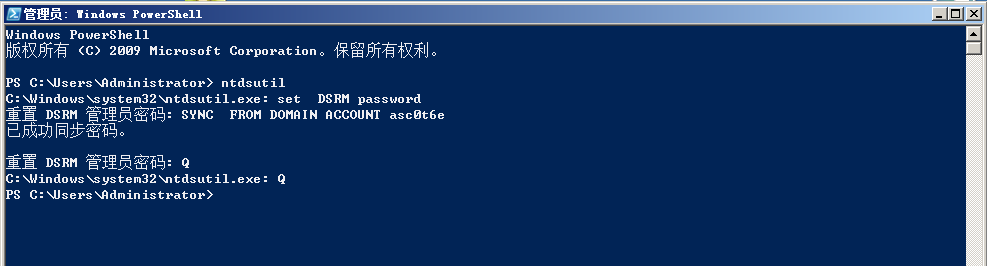 管理员: Windows PowerShell
Windows PowerShell
版权所有 (C) 2009 Microsoft Corporation。保留所有权利。
PS C:\Users\Administrator> ntdsutil
C:\Windows\system32\ntdsutil.exe: set  DSRM password
重置 DSRM 管理员密码: SYNC  FROM DOMAIN ACCOUNT asc0t6e
已成功同步密码。
重置 DSRM 管理员密码: Q
C:\Windows\system32\ntdsutil.exe: Q
PS C:\Users\Administrator>